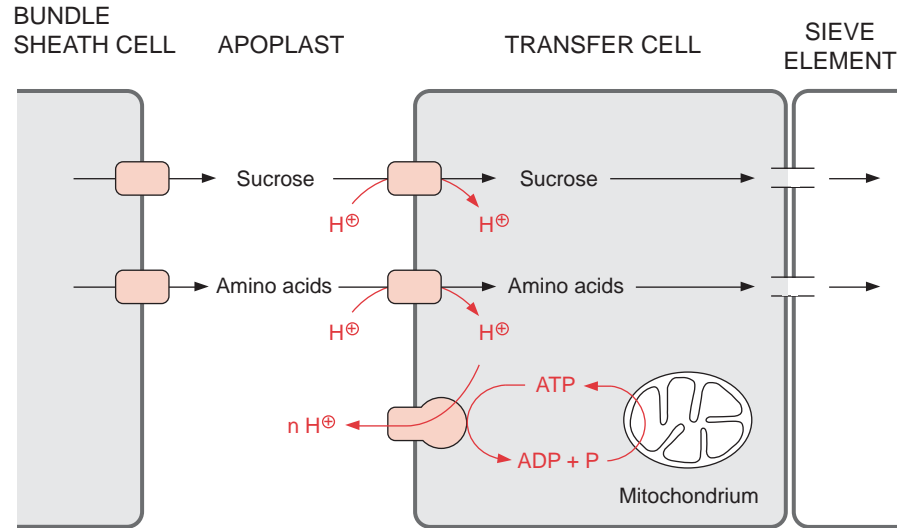 BUNDLE
SHEATH CELL
APOPLAST
TRANSFER CELL
SIEVE
ELEMENT
Sucrose
Sucrose
H⊕
H⊕
Amino acids
Amino acids
H⊕
H⊕
ATP
n H⊕
ADP + P
Mitochondrium